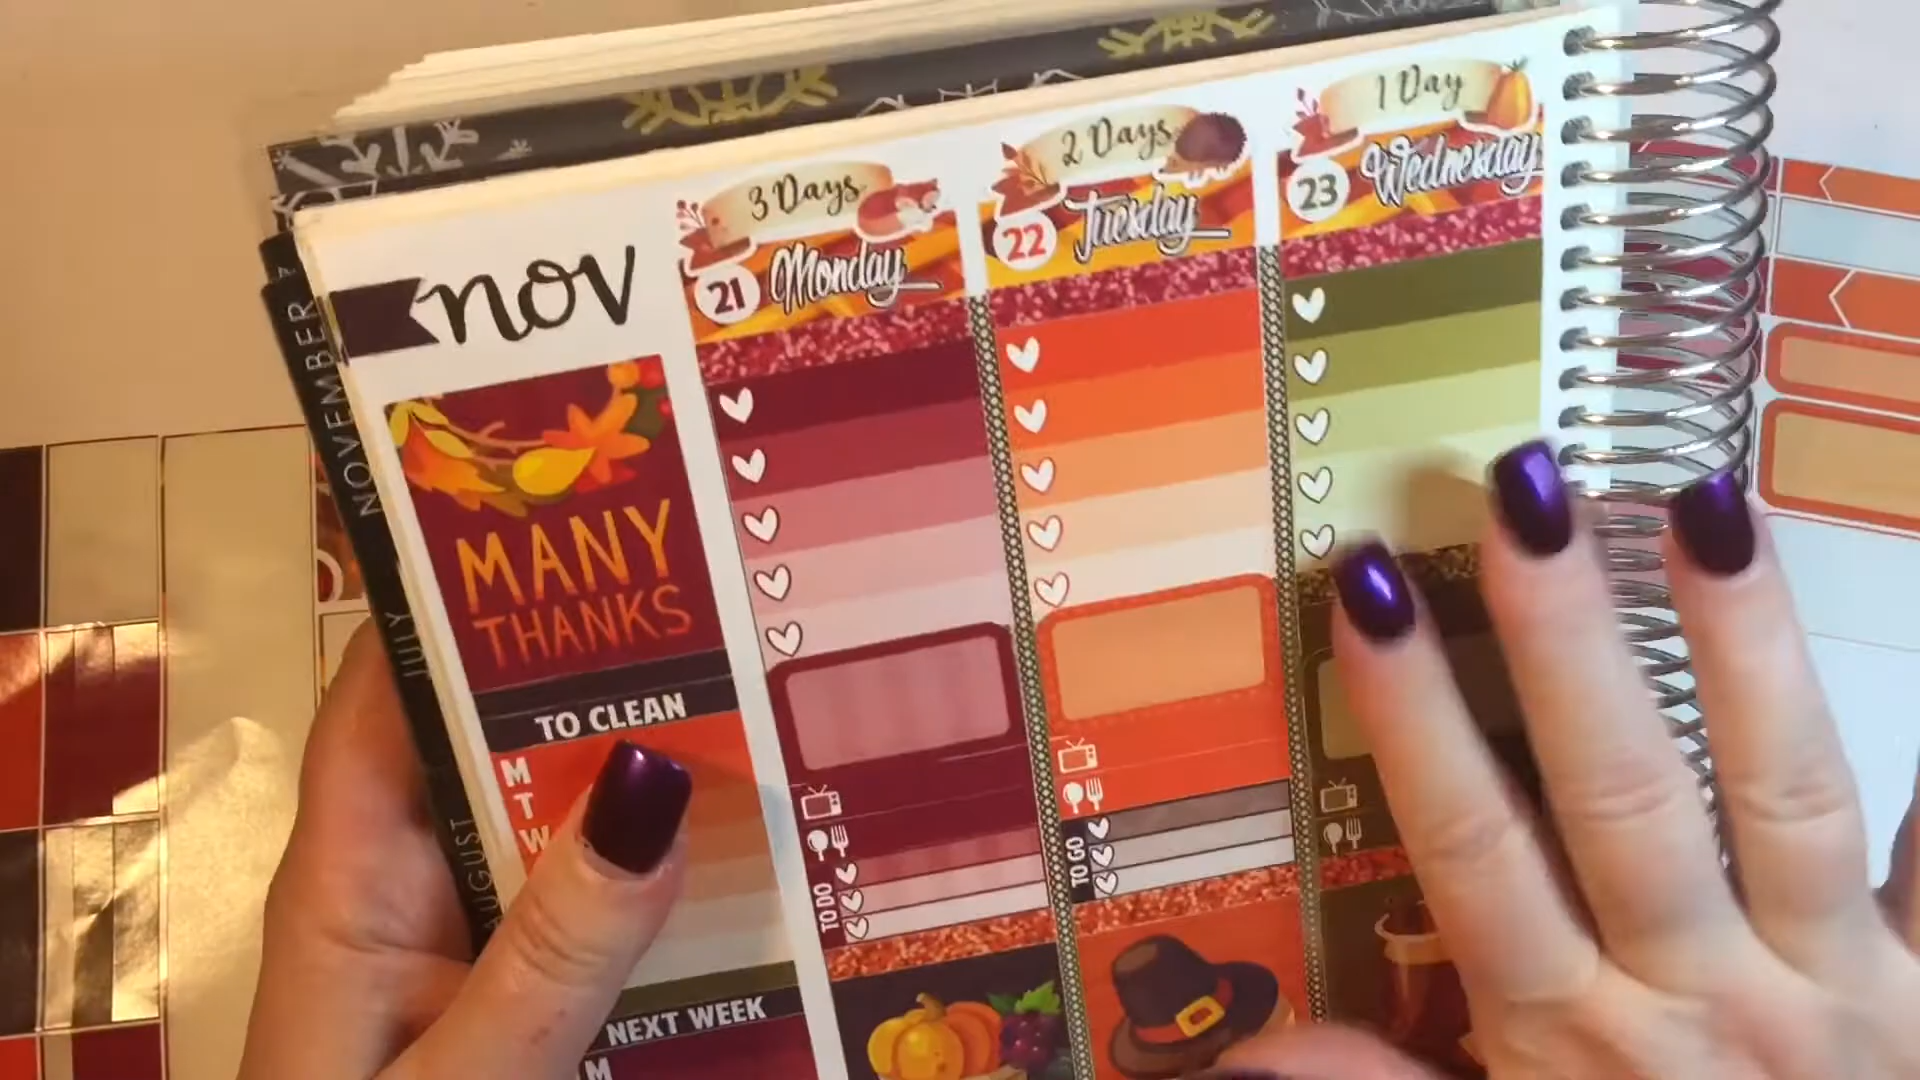 nov
3 Days
21 Monday
2 Days
22 Tuesday
1 Day
23 Wednesday
MANY
THANKS
TO CLEAN
M
T
W
TO DO
TO GO
NEXT WEEK
M
NOVEMBER
JULY
AUGUST